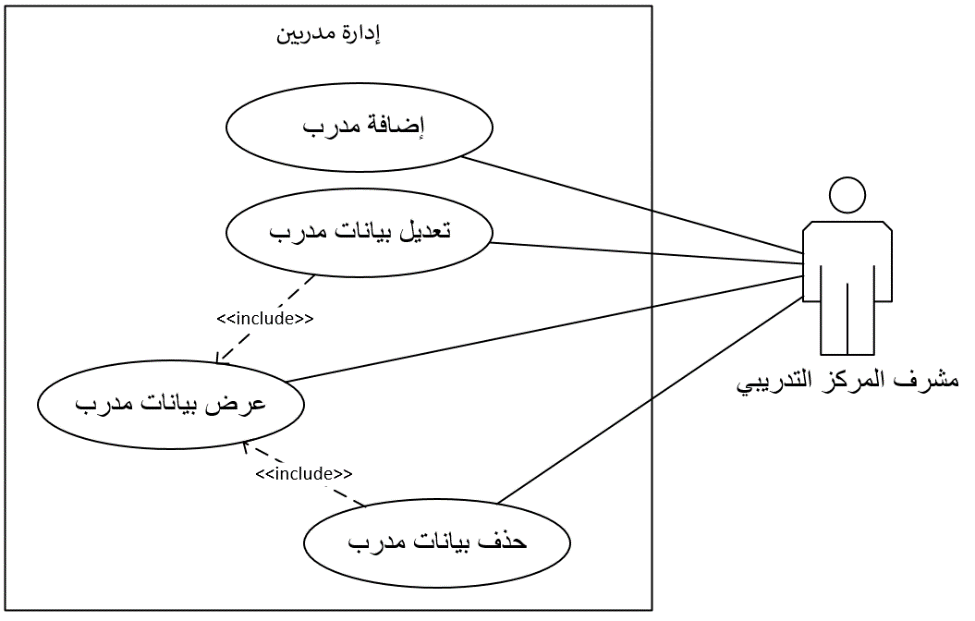 إدارة مدربين
إضافة مدرب
تعديل بيانات مدرب
<<include>>
عرض بيانات مدرب
<<include>>
حذف بيانات مدرب
مشرف المركز التدريبي